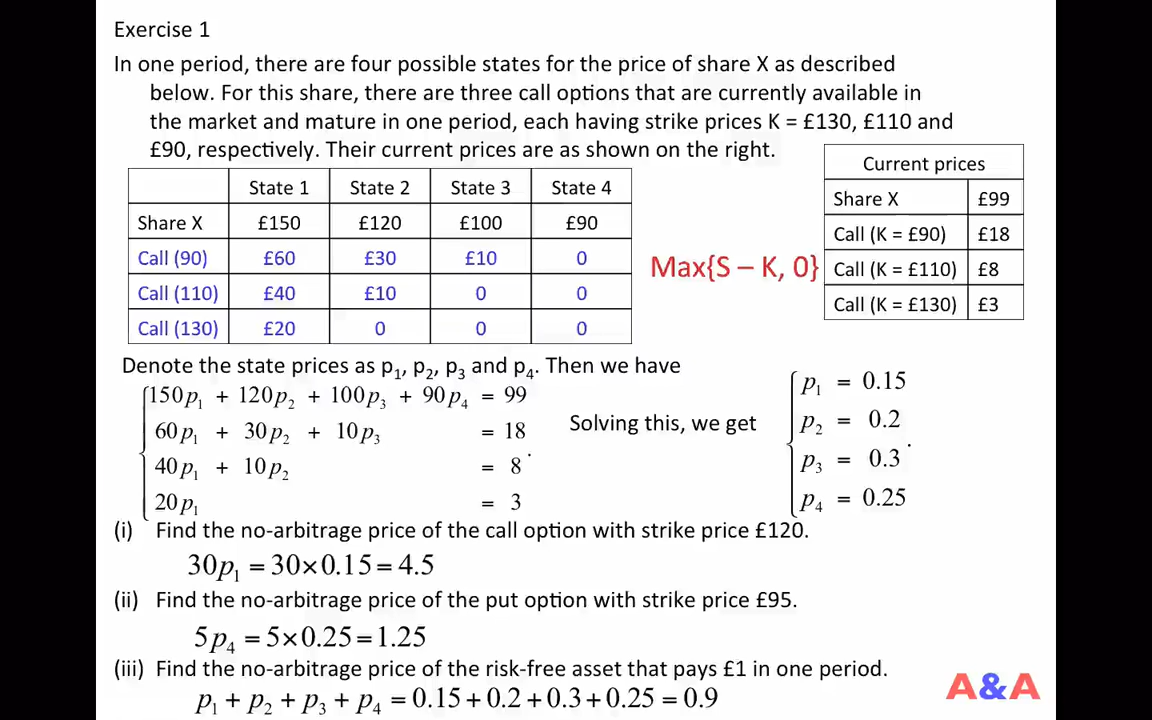 Exercise 1
In one period, there are four possible states for the price of share X as described
below. For this share, there are three call options that are currently available in
the market and mature in one period, each having strike prices K = £130, £110 and
£90, respectively. Their current prices are as shown on the right.
State 1 State 2 State 3 State 4
Share X £150 £120 £100 £90
Call (90) £60 £30 £10 0
Call (110) £40 £10 0 0
Call (130) £20 0 0 0
Max{S – K, 0}
Current prices
Share X £99
Call (K = £90) £18
Call (K = £110) £8
Call (K = £130) £3
Denote the state prices as p₁, p₂, p₃ and p₄. Then we have
150p₁ + 120p₂ + 100p₃ + 90p₄ = 99
60p₁ + 30p₂ + 10p₃ = 18
40p₁ + 10p₂ = 8 .
20p₁ = 3
Solving this, we get
p₁ = 0.15
p₂ = 0.2
p₃ = 0.3 .
p₄ = 0.25
(i) Find the no-arbitrage price of the call option with strike price £120.
30p₁ = 30×0.15 = 4.5
(ii) Find the no-arbitrage price of the put option with strike price £95.
5p₄ = 5×0.25 = 1.25
(iii) Find the no-arbitrage price of the risk-free asset that pays £1 in one period.
p₁ + p₂ + p₃ + p₄ = 0.15 + 0.2 + 0.3 + 0.25 = 0.9
A&A